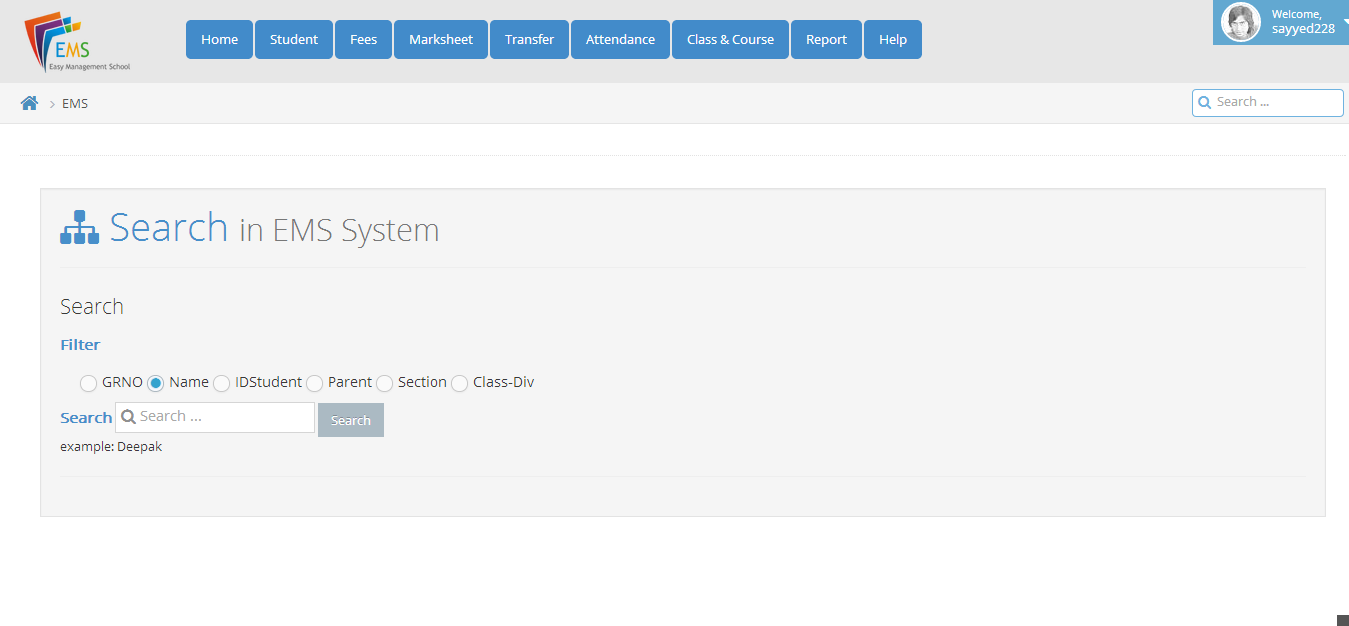 EMS
Easy Management School
Home Student Fees Marksheet Transfer Attendance Class & Course Report Help
Welcome,
sayyed228
EMS
Search ...
Search in EMS System
Search
Filter
GRNO Name IDStudent Parent Section Class-Div
Search Search ... Search
example: Deepak